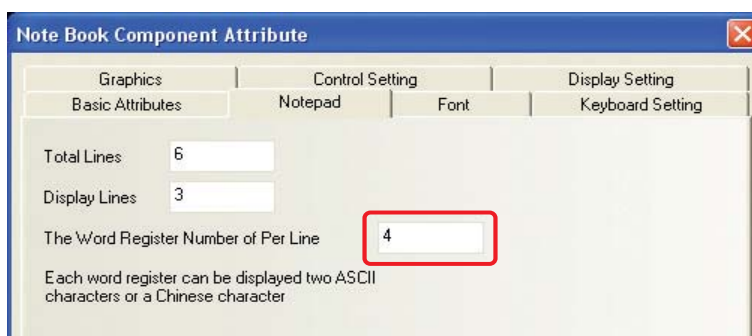 Note Book Component Attribute
Graphics Control Setting Display Setting
Basic Attributes Notepad Font Keyboard Setting
Total Lines 6
Display Lines 3
The Word Register Number of Per Line 4
Each word register can be displayed two ASCII
characters or a Chinese character